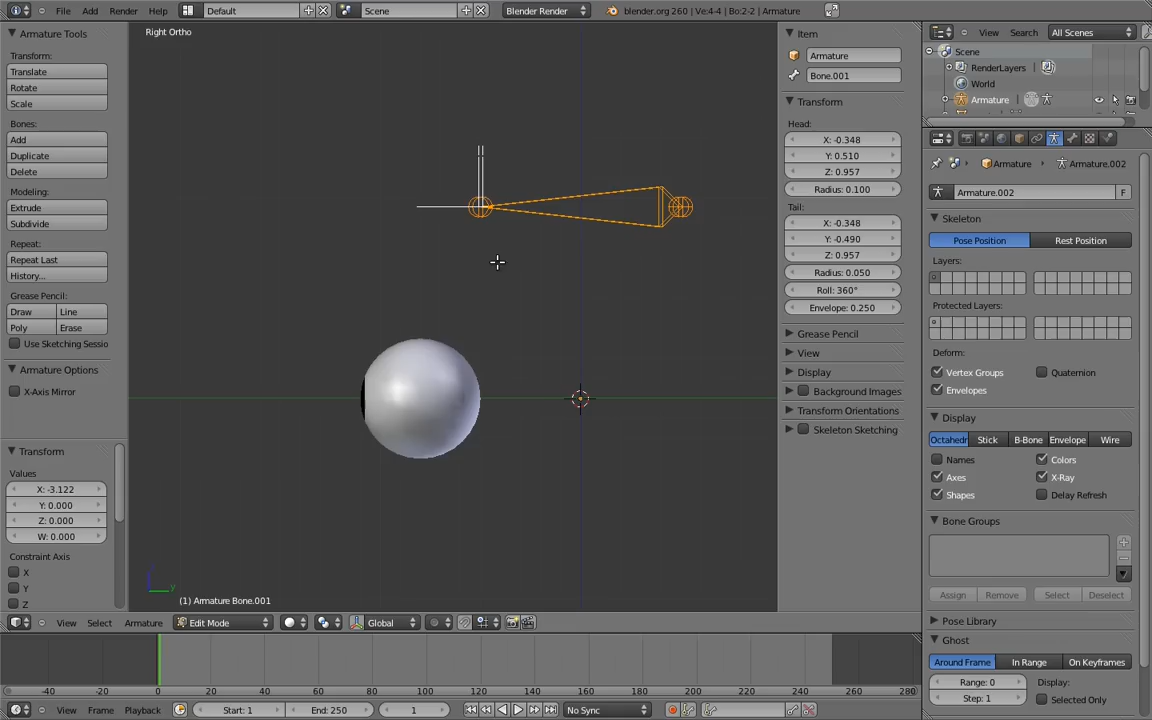 File Add Render Help Default Scene Blender Render blender.org 260 | Ve:4-4 | Bo:2-2 | Armature
Armature Tools
Transform:
Translate
Rotate
Scale
Bones:
Add
Duplicate
Delete
Modeling:
Extrude
Subdivide
Repeat:
Repeat Last
History...
Grease Pencil:
Draw Line
Poly Erase
Use Sketching Sessio
Armature Options
X-Axis Mirror
Transform
Values
X: -3.122
Y: 0.000
Z: 0.000
W: 0.000
Constraint Axis
X
Y
Z
Right Ortho
y
(1) Armature Bone.001
View Select Armature Edit Mode Global
Item
Armature
Bone.001
Transform
Head:
X: -0.348
Y: 0.510
Z: 0.957
Radius: 0.100
Tail:
X: -0.348
Y: -0.490
Z: 0.957
Radius: 0.050
Roll: 360°
Envelope: 0.250
Grease Pencil
View
Display
Background Images
Transform Orientations
Skeleton Sketching
View Search All Scenes
Scene
RenderLayers
World
Armature
Armature Armature.002
Armature.002 F
Skeleton
Pose Position Rest Position
Layers:
Protected Layers:
Deform:
Vertex Groups Quaternion
Envelopes
Display
Octahedr Stick B-Bone Envelope Wire
Names Colors
Axes X-Ray
Shapes Delay Refresh
Bone Groups
Assign Remove Select Deselect
Pose Library
Ghost
Around Frame In Range On Keyframes
Range: 0 Display:
Step: 1 Selected Only
-40 -20 0 20 40 60 80 100 120 140 160 180 200 220 240 260 280
View Frame Playback Start: 1 End: 250 1 No Sync